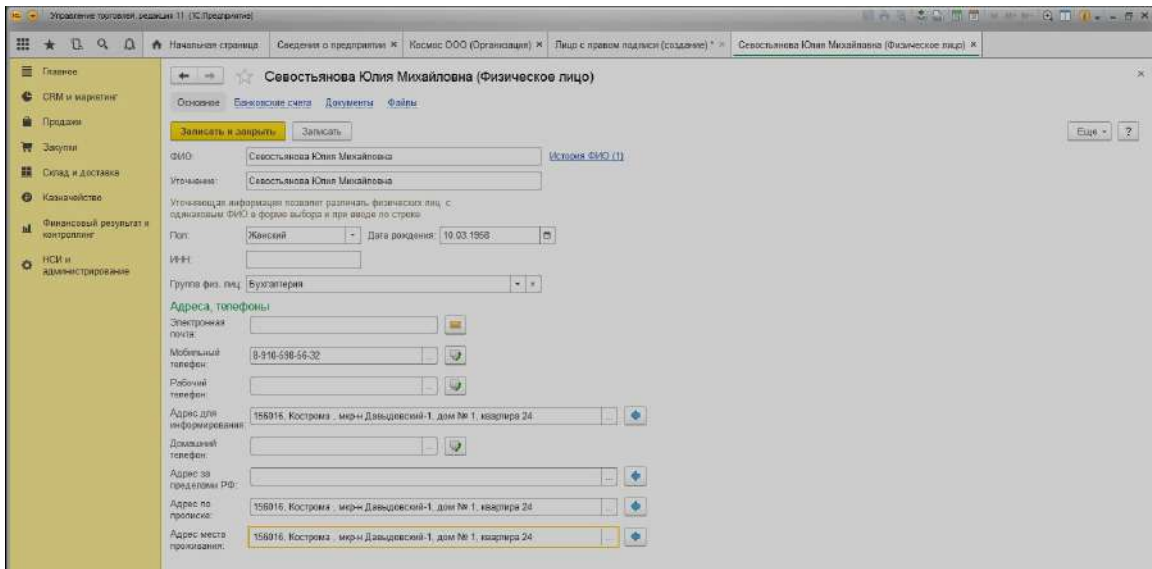 Управление торговлей, редакция 11 (1С:Предприятие)
Начальная страница
Сведения о предприятии ×
Космос ООО (Организация) ×
Лицо с правом подписи (создание) * ×
Севостьянова Юлия Михайловна (Физическое лицо) ×
Главное
CRM и маркетинг
Продажи
Закупки
Склад и доставка
Казначейство
Финансовый результат и
контроллинг
НСИ и
администрирование
Севостьянова Юлия Михайловна (Физическое лицо)
Основное Банковские счета Документы Файлы
Записать и закрыть Записать Еще ?
ФИО: Севостьянова Юлия Михайловна История ФИО (1)
Уточнение: Севостьянова Юлия Михайловна
Уточняющая информация позволяет различать физических лиц с
одинаковым ФИО в форме выбора и при вводе по строке
Пол: Женский Дата рождения: 10.03.1958
ИНН:
Группа физ. лиц: Бухгалтерия
Адреса, телефоны
Электронная
почта:
Мобильный
телефон: 8-910-598-56-32
Рабочий
телефон:
Адрес для
информирования: 156016, Кострома , мкр-н Давыдовский-1, дом № 1, квартира 24
Домашний
телефон:
Адрес за
пределами РФ:
Адрес по
прописке: 156016, Кострома , мкр-н Давыдовский-1, дом № 1, квартира 24
Адрес места
проживания: 156016, Кострома , мкр-н Давыдовский-1, дом № 1, квартира 24